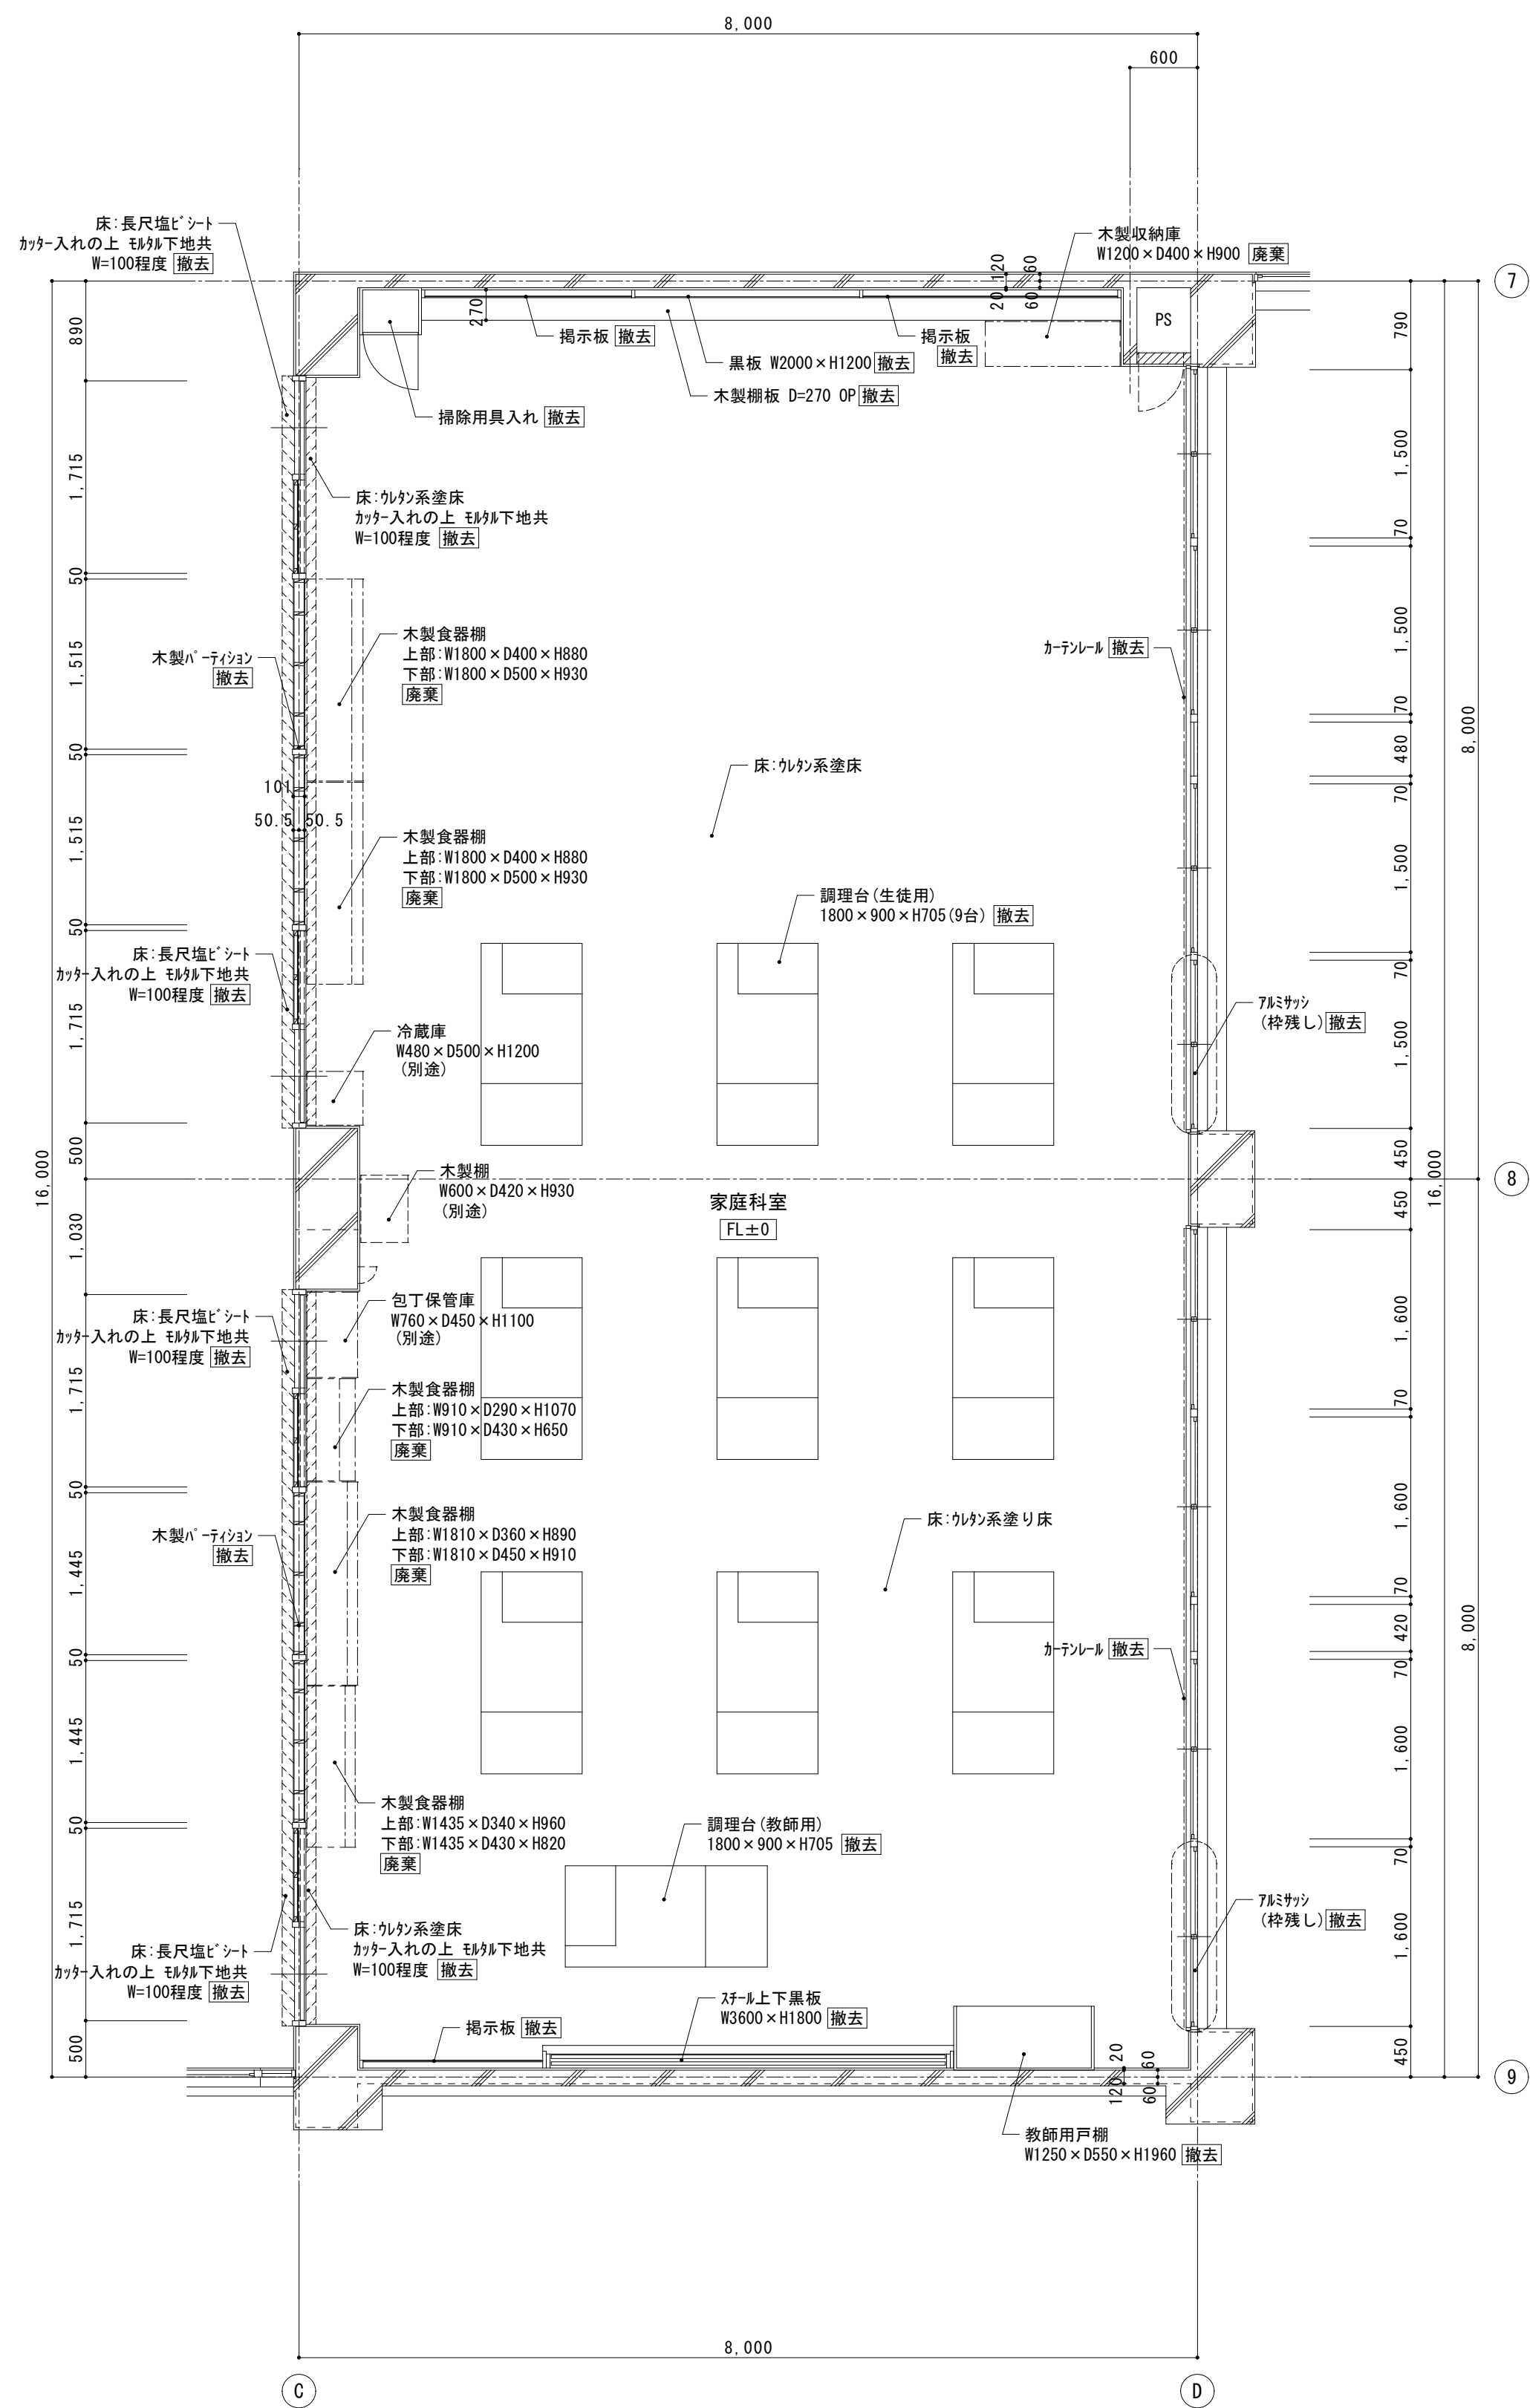 8,000
600
床:長尺塩ビシート
カッター入れの上 モルタル下地共
W=100程度 撤去
木製収納庫
W1200×D400×H900 廃棄
7
120
60
20
60
270
PS
890
790
掲示板 撤去
掲示板
撤去
黒板 W2000×H1200 撤去
木製棚板 D=270 OP 撤去
掃除用具入れ 撤去
1,715
1,500
床:ウレタン系塗床
カッター入れの上 モルタル下地共
W=100程度 撤去
50
70
木製食器棚
上部:W1800×D400×H880
下部:W1800×D500×H930
廃棄
木製パーティション
撤去
カーテンレール 撤去
1,515
1,500
50
70
480
8,000
床:ウレタン系塗床
101
50.5
50.5
70
木製食器棚
上部:W1800×D400×H880
下部:W1800×D500×H930
廃棄
1,515
1,500
調理台(生徒用)
1800×900×H705(9台) 撤去
50
70
床:長尺塩ビシート
カッター入れの上 モルタル下地共
W=100程度 撤去
アルミサッシ
(枠残し) 撤去
1,715
1,500
冷蔵庫
W480×D500×H1200
(別途)
500
450
16,000
16,000
木製棚
W600×D420×H930
(別途)
8
家庭科室
FL±0
1,030
450
包丁保管庫
W760×D450×H1100
(別途)
床:長尺塩ビシート
カッター入れの上 モルタル下地共
W=100程度 撤去
1,600
1,715
70
木製食器棚
上部:W910×D290×H1070
下部:W910×D430×H650
廃棄
50
木製食器棚
上部:W1810×D360×H890
下部:W1810×D450×H910
廃棄
木製パーティション
撤去
床:ウレタン系塗り床
1,600
1,445
70
420
8,000
50
70
カーテンレール 撤去
1,445
1,600
木製食器棚
上部:W1435×D340×H960
下部:W1435×D430×H820
廃棄
調理台(教師用)
1800×900×H705 撤去
50
70
アルミサッシ
(枠残し) 撤去
1,715
1,600
床:ウレタン系塗床
カッター入れの上 モルタル下地共
W=100程度 撤去
床:長尺塩ビシート
カッター入れの上 モルタル下地共
W=100程度 撤去
スチール上下黒板
W3600×H1800 撤去
掲示板 撤去
500
450
20
60
120
60
9
教師用戸棚
W1250×D550×H1960 撤去
8,000
C
D